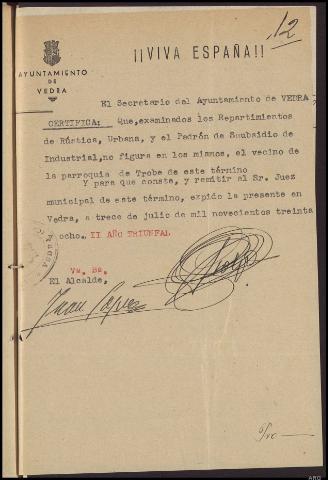 12
¡¡VIVA ESPAÑA!!
AYUNTAMIENTO
DE
VEDRA
El Secretario del Ayuntamiento de VEDRA
CERTIFICA: Que, examinados los Repartimientos
de Rústica, Urbana, y el Padrón de Suubsidio de
Industrial, no figura en los mismos, el vecino de
la parroquia de Trobe de este término
Y para que conste, y remitir al Sr. Juez
municipal de este término, expido la presente en
Vedra, a trece de julio de mil novecientos treinta
ocho. II AÑO TRIUNFAL
Vº. Bº.
El Alcalde,
Juan